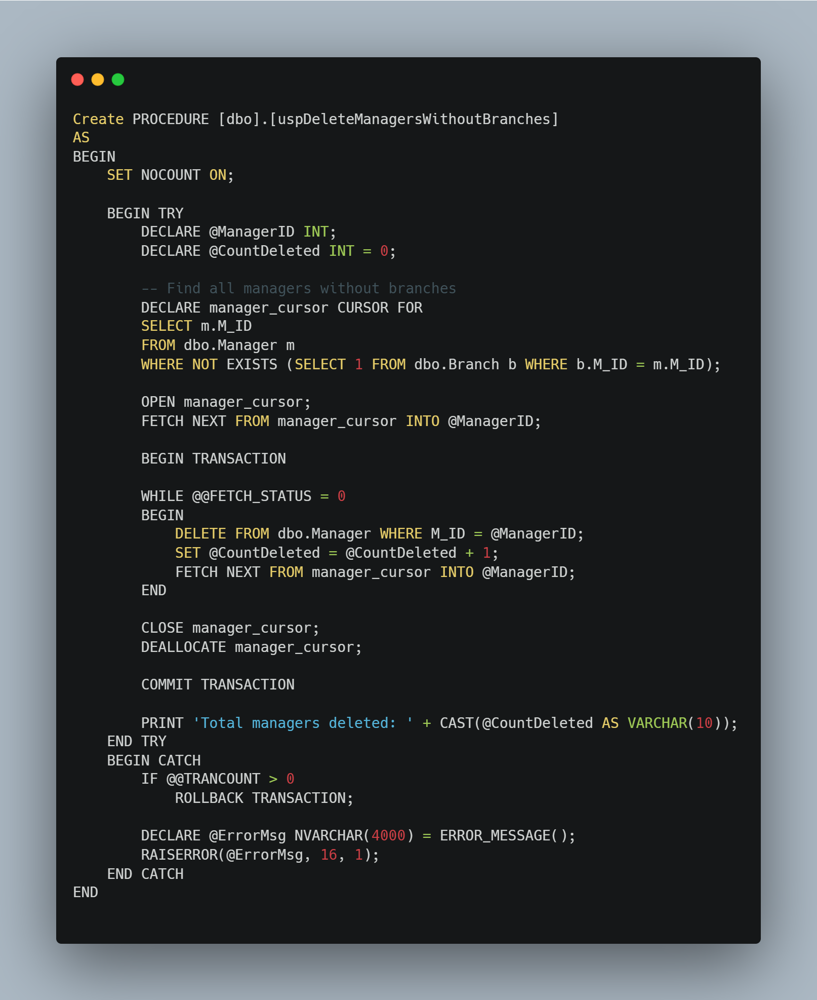 Create PROCEDURE [dbo].[uspDeleteManagersWithoutBranches]
AS
BEGIN
    SET NOCOUNT ON;

    BEGIN TRY
        DECLARE @ManagerID INT;
        DECLARE @CountDeleted INT = 0;

        -- Find all managers without branches
        DECLARE manager_cursor CURSOR FOR
        SELECT m.M_ID
        FROM dbo.Manager m
        WHERE NOT EXISTS (SELECT 1 FROM dbo.Branch b WHERE b.M_ID = m.M_ID);

        OPEN manager_cursor;
        FETCH NEXT FROM manager_cursor INTO @ManagerID;

        BEGIN TRANSACTION

        WHILE @@FETCH_STATUS = 0
        BEGIN
            DELETE FROM dbo.Manager WHERE M_ID = @ManagerID;
            SET @CountDeleted = @CountDeleted + 1;
            FETCH NEXT FROM manager_cursor INTO @ManagerID;
        END

        CLOSE manager_cursor;
        DEALLOCATE manager_cursor;

        COMMIT TRANSACTION

        PRINT 'Total managers deleted: ' + CAST(@CountDeleted AS VARCHAR(10));
    END TRY
    BEGIN CATCH
        IF @@TRANCOUNT > 0
            ROLLBACK TRANSACTION;

        DECLARE @ErrorMsg NVARCHAR(4000) = ERROR_MESSAGE();
        RAISERROR(@ErrorMsg, 16, 1);
    END CATCH
END